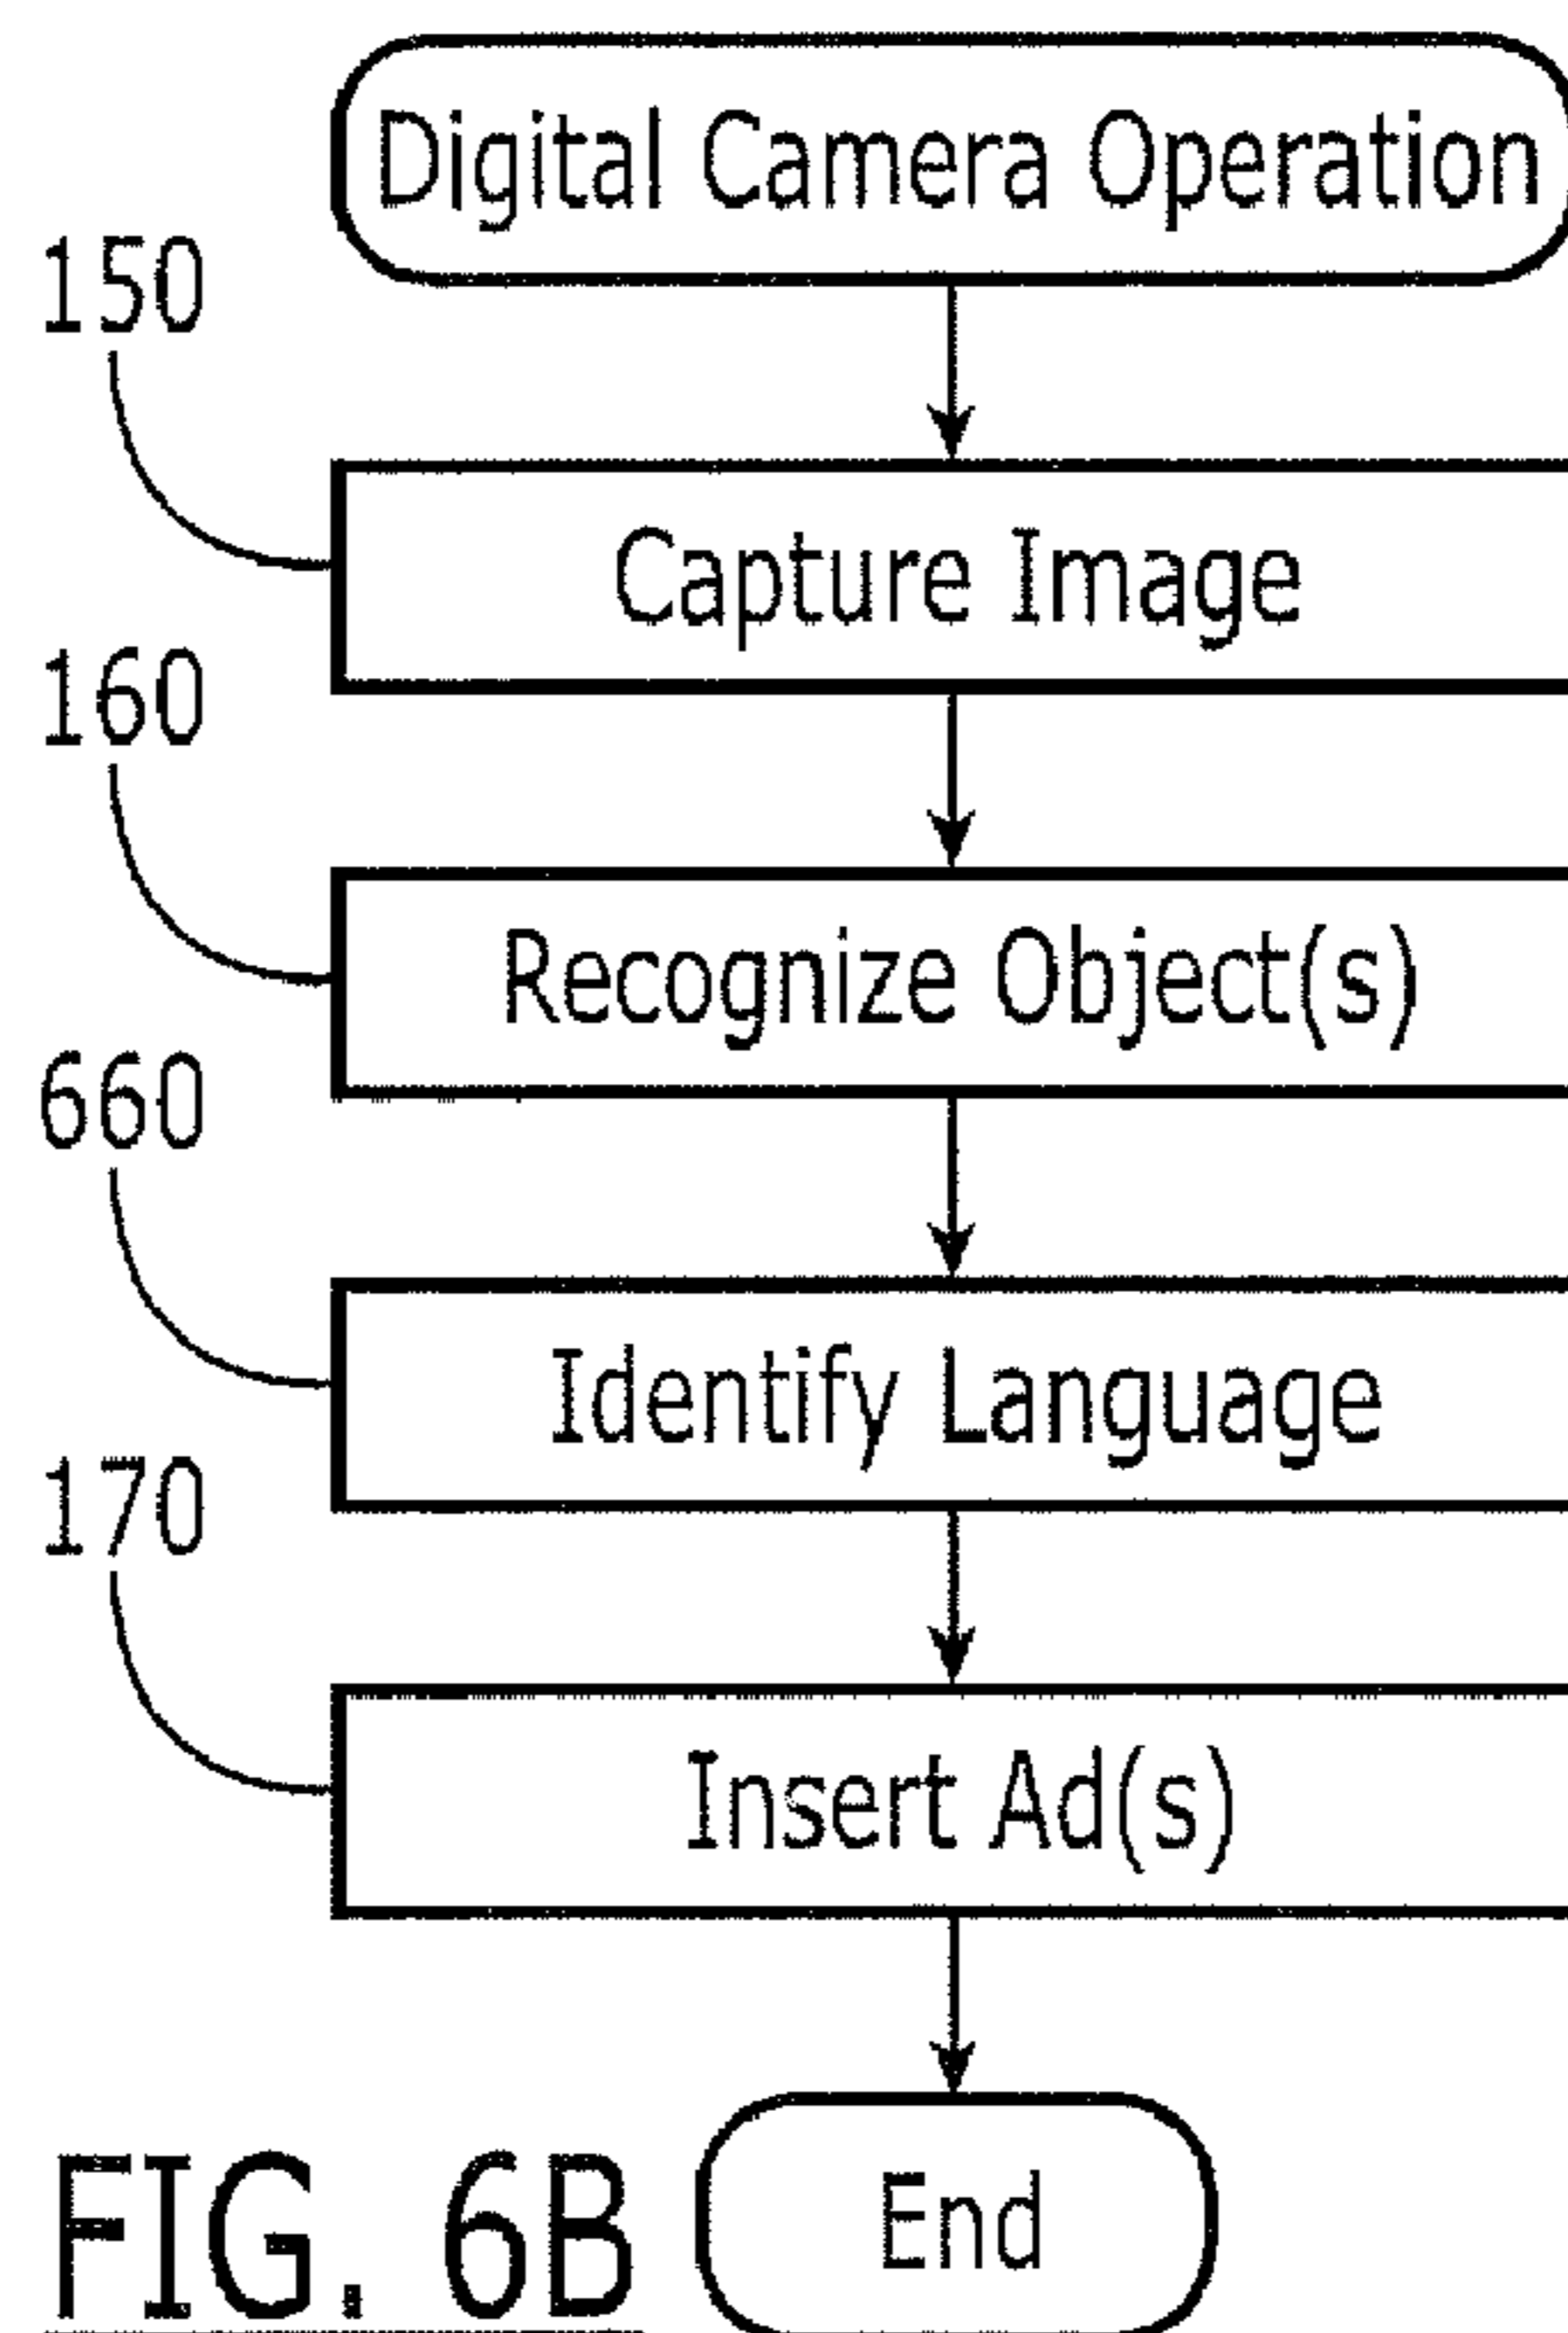 Digital Camera Operation
150
Capture Image
160
Recognize Object(s)
660
Identify Language
170
Insert Ad(s)
End
FIG. 6B